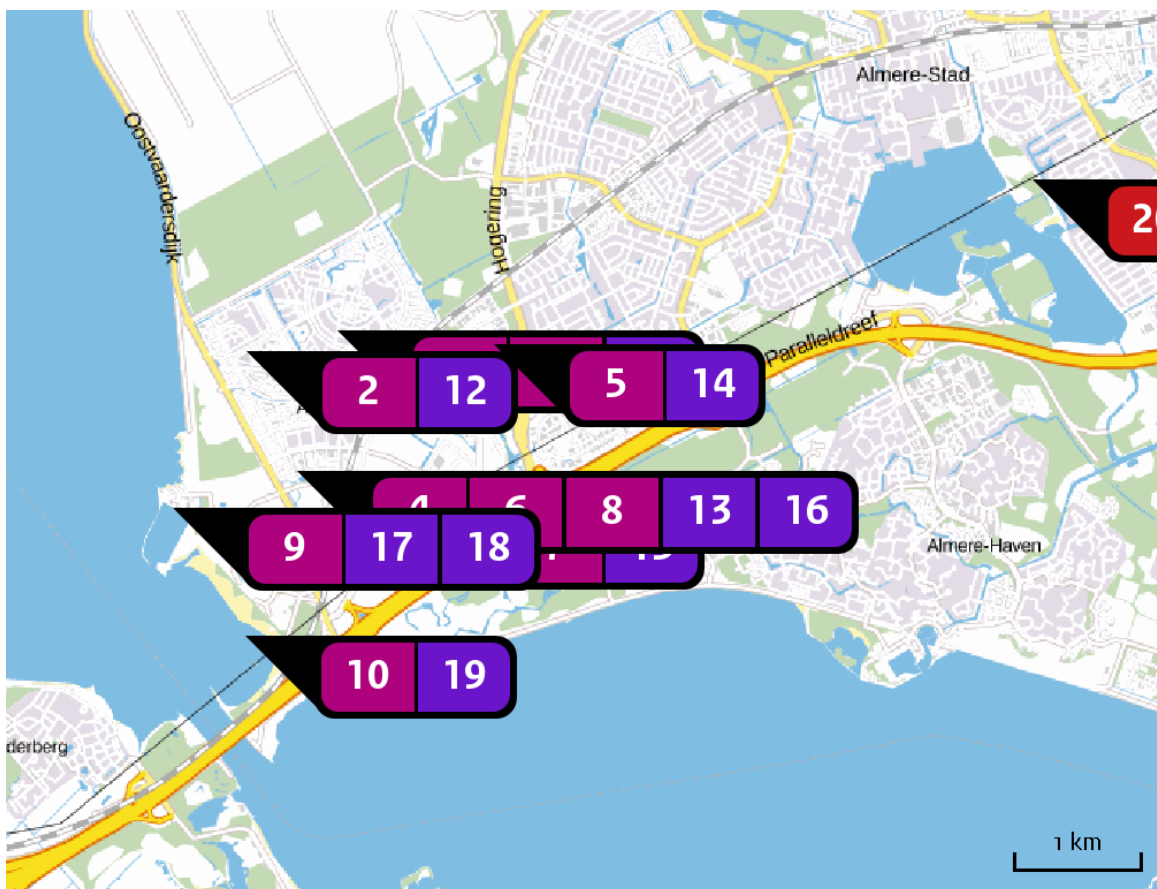 Almere-Stad
Oostvaardersdijk
Hogering
Paralleldreef
2 12
5 14
4 6 8 13 16
9 17 18
Almere-Haven
10 19
derberg
1 km